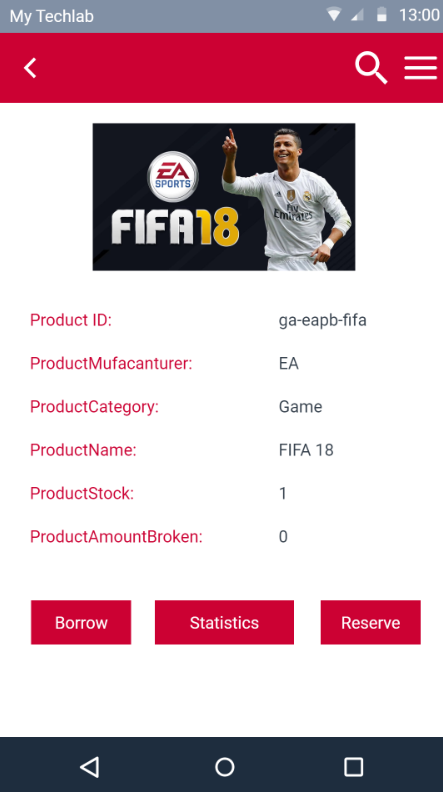 My Techlab 13:00
EA
SPORTS
FIFA18
Fly
Emirates
Product ID: ga-eapb-fifa
ProductMufacanturer: EA
ProductCategory: Game
ProductName: FIFA 18
ProductStock: 1
ProductAmountBroken: 0
Borrow Statistics Reserve